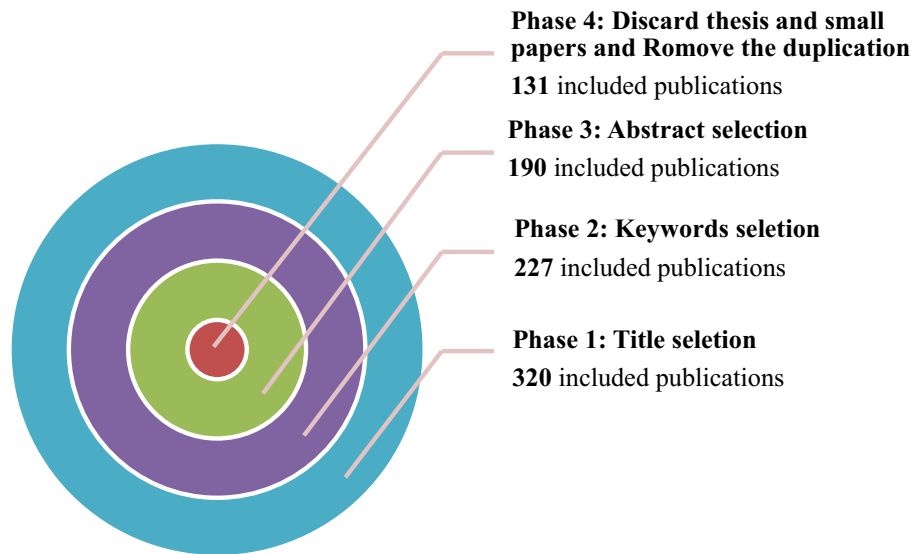 Phase 4: Discard thesis and small
papers and Romove the duplication
131 included publications
Phase 3: Abstract selection
190 included publications
Phase 2: Keywords seletion
227 included publications
Phase 1: Title seletion
320 included publications